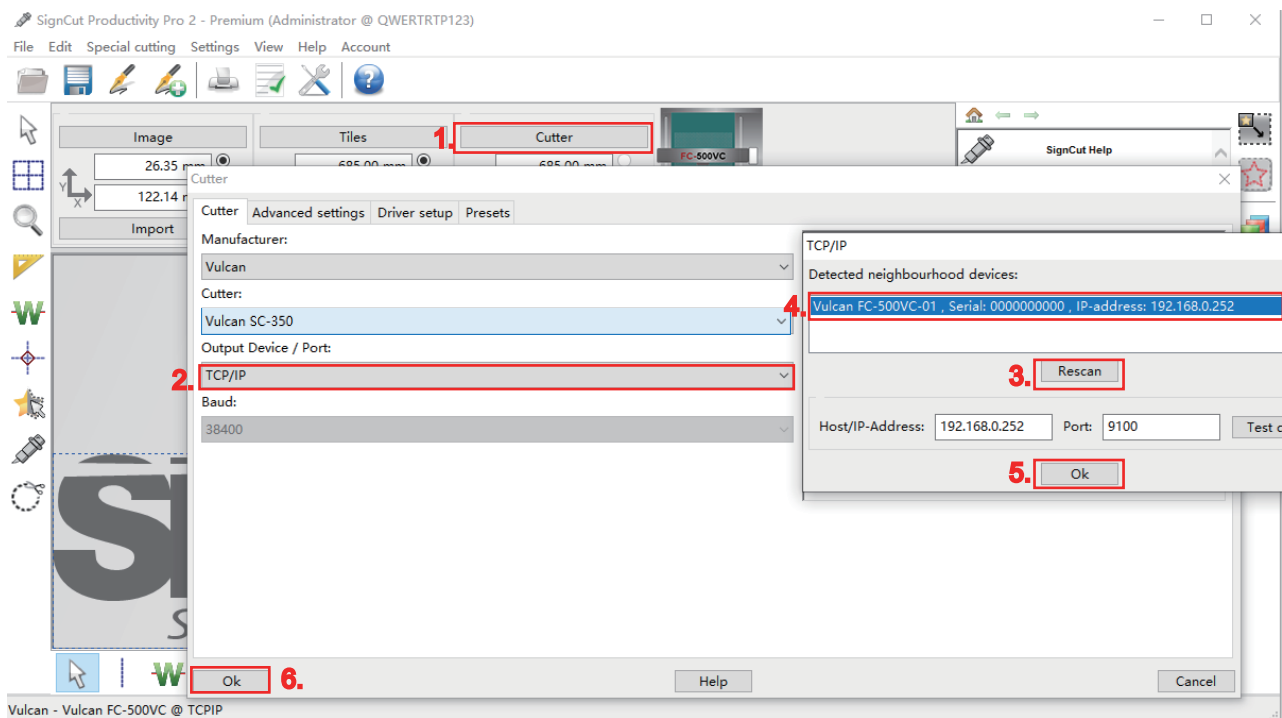 SignCut Productivity Pro 2 - Premium (Administrator @ QWERTRTP123)
File Edit Special cutting Settings View Help Account
Image
Tiles
1.
Cutter
FC-500VC
26.35 mm
685.00 mm
685.00 mm
SignCut Help
Y
X
122.14
Import
Cutter
Cutter Advanced settings Driver setup Presets
Manufacturer:
Vulcan
Cutter:
Vulcan SC-350
Output Device / Port:
2.
TCP/IP
Baud:
38400
TCP/IP
Detected neighbourhood devices:
4.
Vulcan FC-500VC-01 , Serial: 0000000000 , IP-address: 192.168.0.252
3.
Rescan
Host/IP-Address: 192.168.0.252 Port: 9100 Test
5.
Ok
Ok
6.
Help
Cancel
Vulcan - Vulcan FC-500VC @ TCPIP